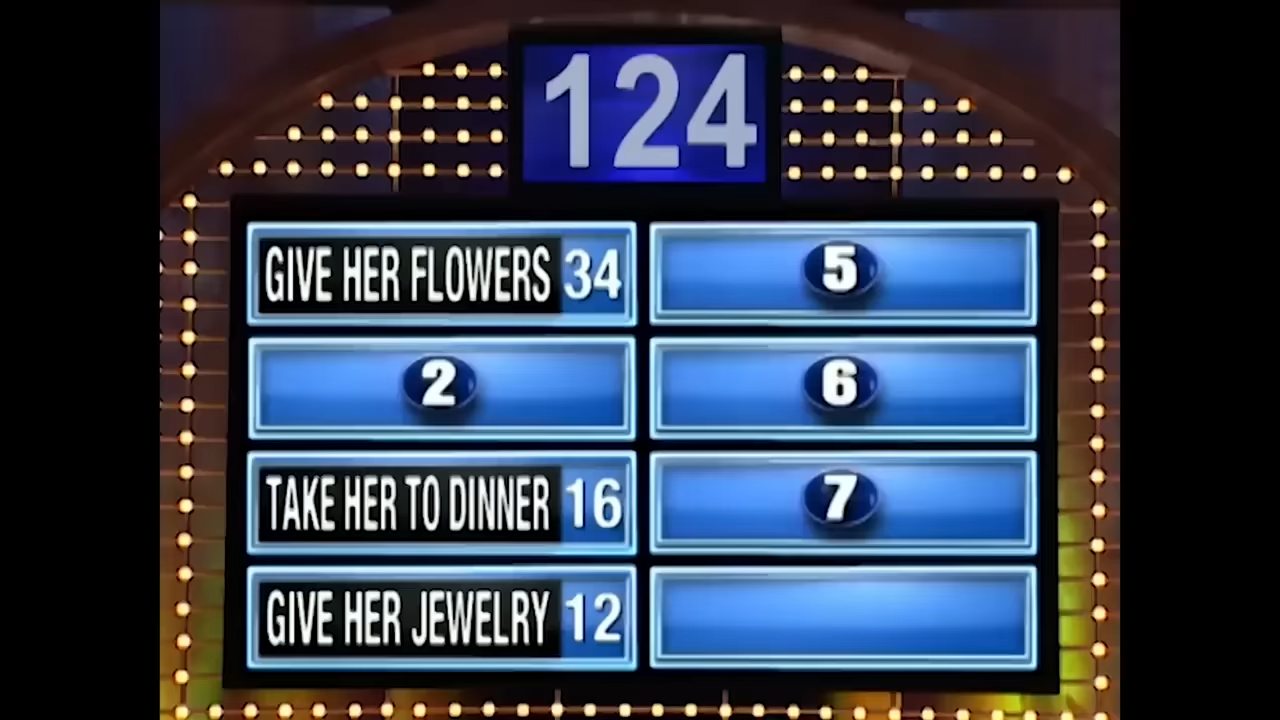 124
GIVE HER FLOWERS 34
2
TAKE HER TO DINNER 16
GIVE HER JEWELRY 12
5
6
7